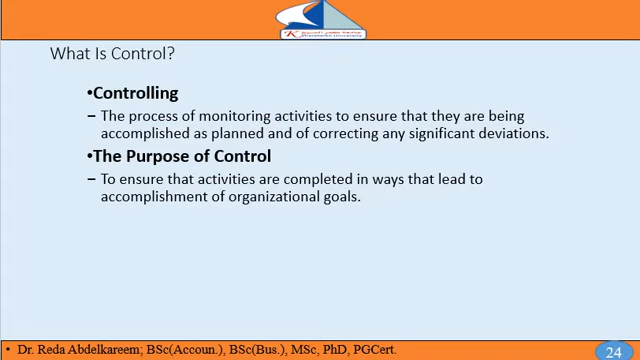 What Is Control?
•Controlling
– The process of monitoring activities to ensure that they are being
accomplished as planned and of correcting any significant deviations.
•The Purpose of Control
– To ensure that activities are completed in ways that lead to
accomplishment of organizational goals.
• Dr. Reda Abdelkareem; BSc(Accoun.), BSc(Bus.), MSc, PhD, PGCert.
24